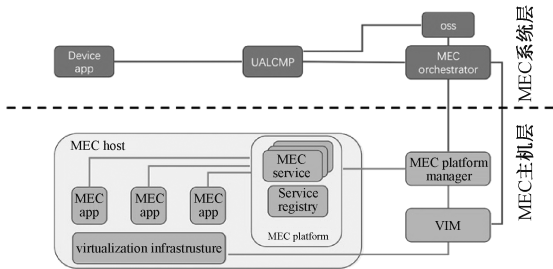 oss
Device
app
UALCMP
MEC
orchestrator
MEC系统层
MEC host
MEC
service
Service
registry
MEC platform
MEC
app
MEC
app
MEC
app
virtualization infrastrusture
MEC platform
manager
VIM
MEC主机层